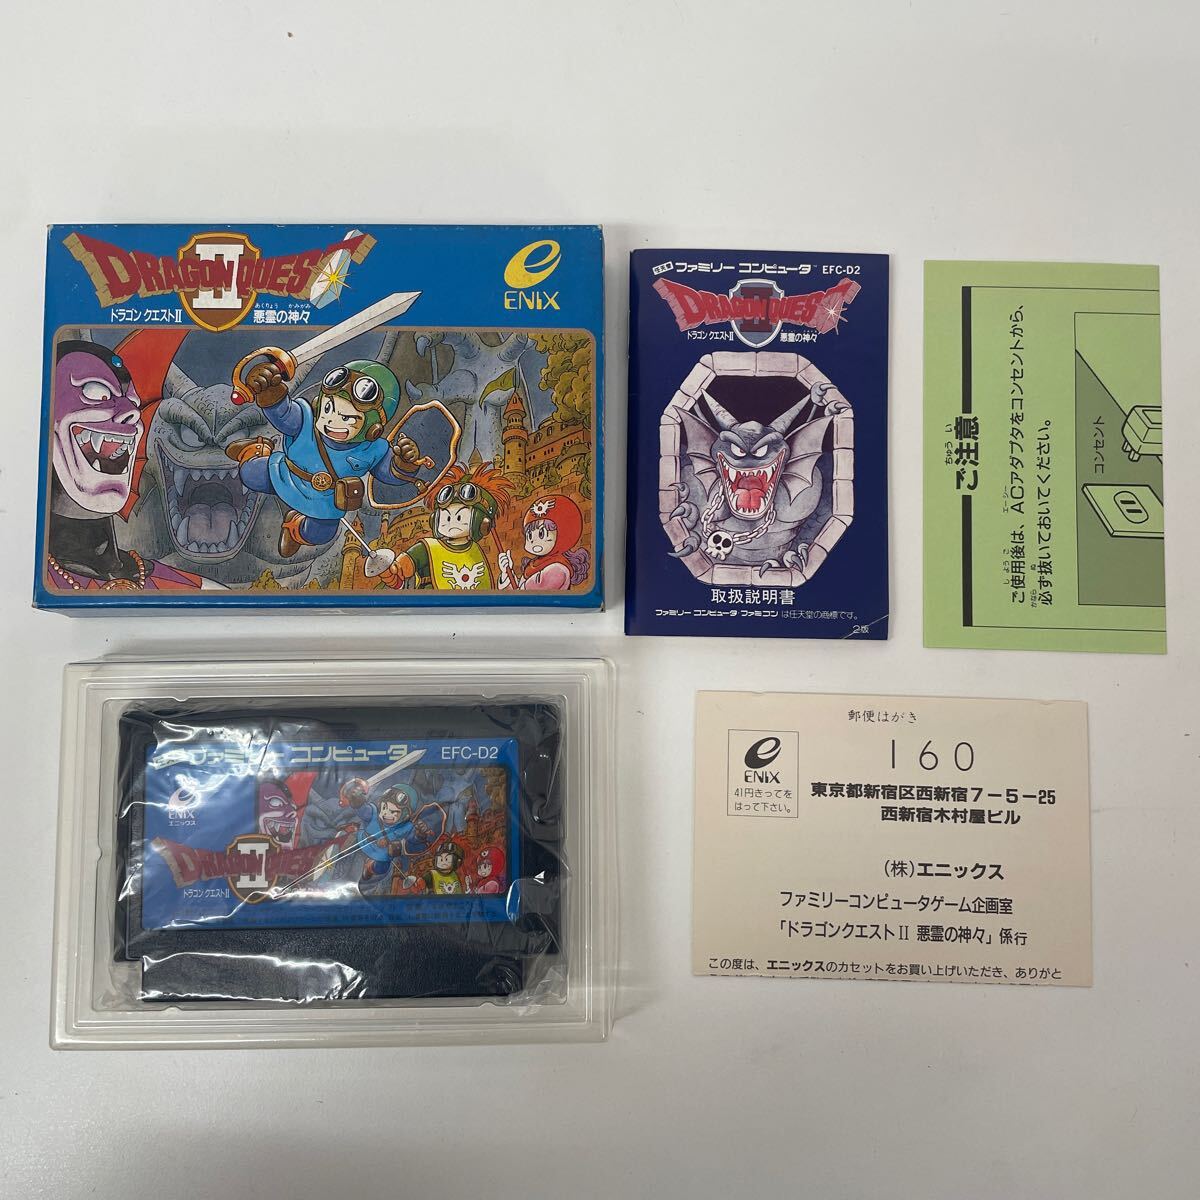 DRAGON QUEST
II
ドラゴン クエストII
あくりょう かみがみ
悪霊の神々
e
ENIX
任天堂 ファミリー コンピュータ™ EFC-D2
DRAGON QUEST
II
ドラゴン クエストII
悪霊の神々
取扱説明書
ファミリー コンピュータ・ファミコン は任天堂の商標です。
2版
ちゅうい
ご注意
エーシー
ご使用後は、ACアダプタをコンセントから、
必ず抜いておいてください。
コンセント
ファミリー コンピュータ™ EFC-D2
e
ENIX
エニックス
DRAGON QUEST
II
ドラゴン クエストII
郵便はがき
e
ENIX
41円きってを
はって下さい。
160
東京都新宿区西新宿7-5-25
西新宿木村屋ビル
(株)エニックス
ファミリーコンピュータゲーム企画室
「ドラゴンクエストII 悪霊の神々」係行
この度は、エニックスのカセットをお買い上げいただき、ありがと